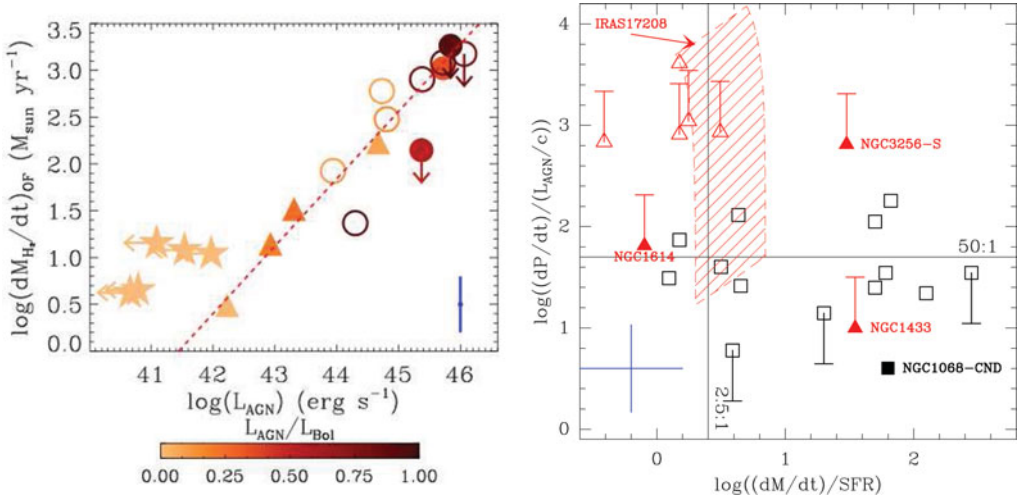 log(dM_H₂/dt)_OF (M_sun yr⁻¹)
3.5
3.0
2.5
2.0
1.5
1.0
0.5
0.0
41 42 43 44 45 46
log(L_AGN) (erg s⁻¹)
L_AGN/L_Bol
0.00 0.25 0.50 0.75 1.00
log((dP/dt)/(L_AGN/c))
4
3
2
1
0
IRAS17208
NGC3256-S
NGC1614
50:1
NGC1433
NGC1068-CND
2.5:1
0 1 2
log((dM/dt)/SFR)